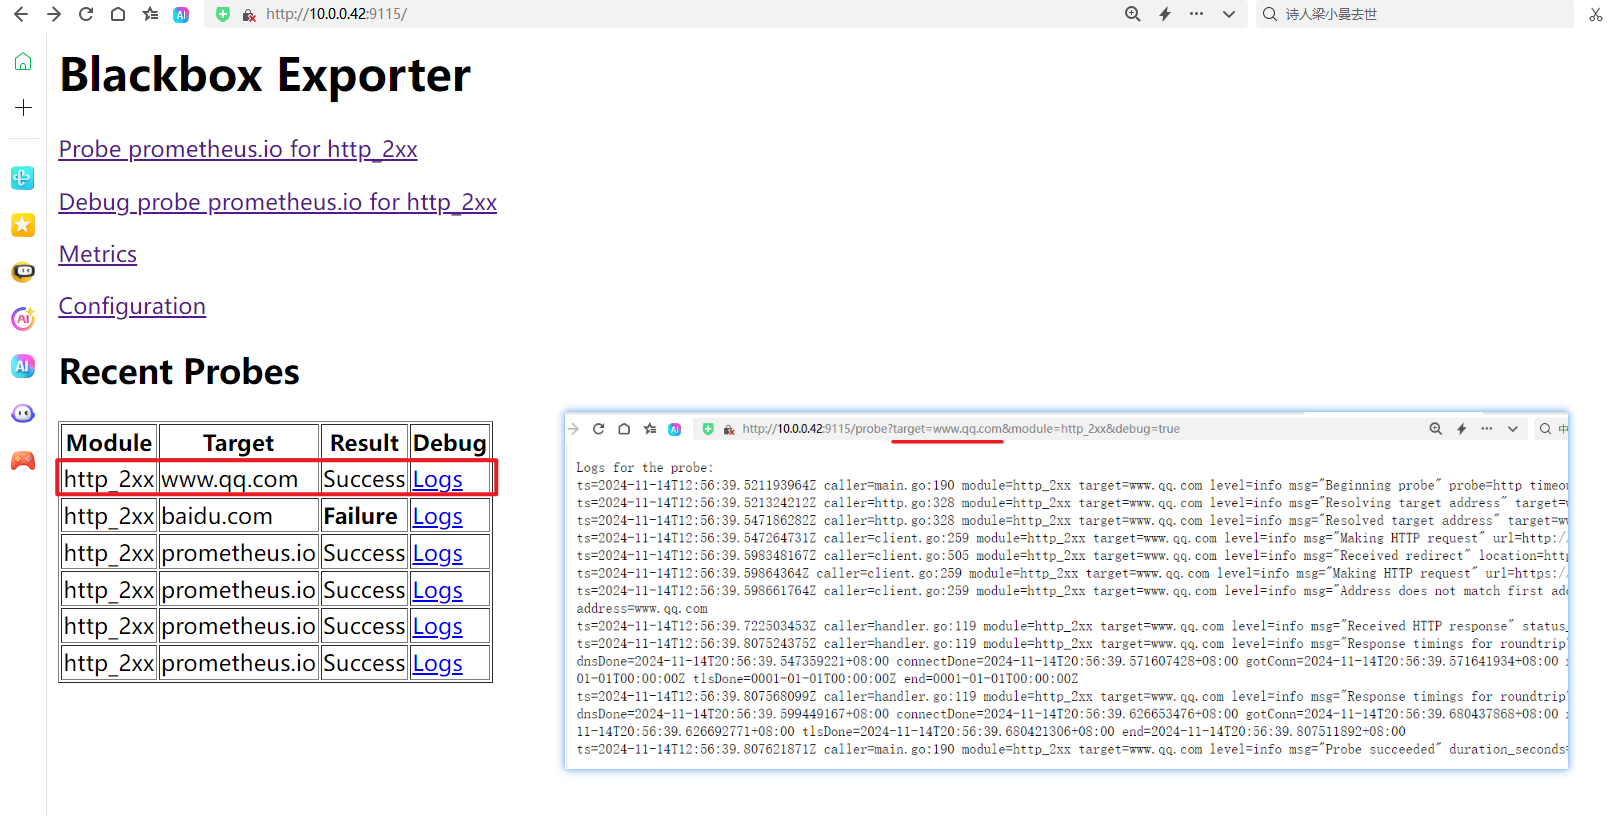 http://10.0.0.42:9115/
诗人梁小曼去世
Blackbox Exporter
Probe prometheus.io for http_2xx
Debug probe prometheus.io for http_2xx
Metrics
Configuration
Recent Probes
Module Target Result Debug
http_2xx www.qq.com Success Logs
http_2xx baidu.com Failure Logs
http_2xx prometheus.io Success Logs
http_2xx prometheus.io Success Logs
http_2xx prometheus.io Success Logs
http_2xx prometheus.io Success Logs
AI
AI
AI
AI
http://10.0.0.42:9115/probe?target=www.qq.com&module=http_2xx&debug=true
中
Logs for the probe:
ts=2024-11-14T12:56:39.521193964Z caller=main.go:190 module=http_2xx target=www.qq.com level=info msg="Beginning probe" probe=http timeou
ts=2024-11-14T12:56:39.521324212Z caller=http.go:328 module=http_2xx target=www.qq.com level=info msg="Resolving target address" target=w
ts=2024-11-14T12:56:39.547186282Z caller=http.go:328 module=http_2xx target=www.qq.com level=info msg="Resolved target address" target=ww
ts=2024-11-14T12:56:39.547264731Z caller=client.go:259 module=http_2xx target=www.qq.com level=info msg="Making HTTP request" url=http://
ts=2024-11-14T12:56:39.598348167Z caller=client.go:505 module=http_2xx target=www.qq.com level=info msg="Received redirect" location=http
ts=2024-11-14T12:56:39.59864364Z caller=client.go:259 module=http_2xx target=www.qq.com level=info msg="Making HTTP request" url=https:/
ts=2024-11-14T12:56:39.598661764Z caller=client.go:259 module=http_2xx target=www.qq.com level=info msg="Address does not match first add
address=www.qq.com
ts=2024-11-14T12:56:39.722503453Z caller=handler.go:119 module=http_2xx target=www.qq.com level=info msg="Received HTTP response" status_
ts=2024-11-14T12:56:39.807524375Z caller=handler.go:119 module=http_2xx target=www.qq.com level=info msg="Response timings for roundtrip"
dnsDone=2024-11-14T20:56:39.547359221+08:00 connectDone=2024-11-14T20:56:39.571607428+08:00 gotConn=2024-11-14T20:56:39.571641934+08:00
01-01T00:00:00Z tlsDone=0001-01-01T00:00:00Z end=0001-01-01T00:00:00Z
ts=2024-11-14T12:56:39.807568099Z caller=handler.go:119 module=http_2xx target=www.qq.com level=info msg="Response timings for roundtrip"
dnsDone=2024-11-14T20:56:39.599449167+08:00 connectDone=2024-11-14T20:56:39.626653476+08:00 gotConn=2024-11-14T20:56:39.680437868+08:00
11-14T20:56:39.626692771+08:00 tlsDone=2024-11-14T20:56:39.680421306+08:00 end=2024-11-14T20:56:39.807511892+08:00
ts=2024-11-14T12:56:39.807621871Z caller=main.go:190 module=http_2xx target=www.qq.com level=info msg="Probe succeeded" duration_seconds=